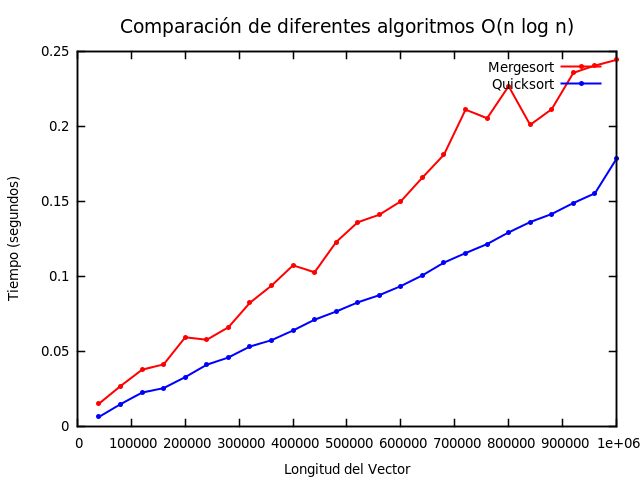 Comparación de diferentes algoritmos O(n log n)
Mergesort
Quicksort
0.25
0.2
0.15
0.1
0.05
0
Tiempo (segundos)
0 100000 200000 300000 400000 500000 600000 700000 800000 900000 1e+06
Longitud del Vector